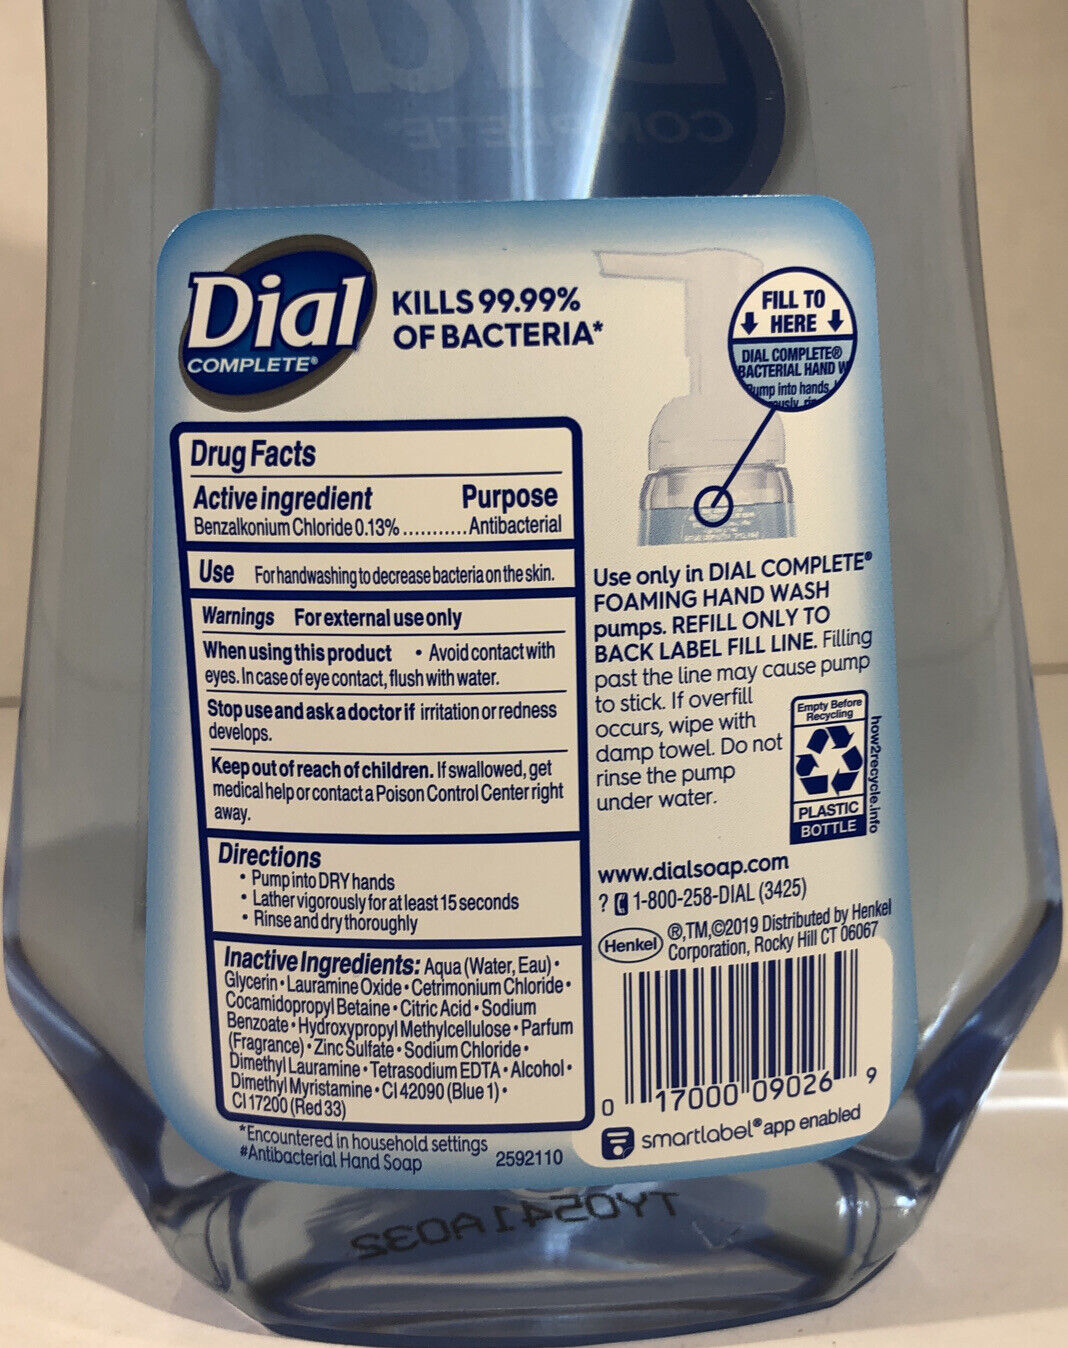 Dial
COMPLETE
Dial
COMPLETE®
KILLS 99.99%
OF BACTERIA*
FILL TO
HERE
DIAL COMPLETE®
BACTERIAL HAND W
Pump into hands,
Drug Facts
Active ingredient Purpose
Benzalkonium Chloride 0.13%...........Antibacterial
Use For handwashing to decrease bacteria on the skin.
Warnings For external use only
When using this product • Avoid contact with
eyes. In case of eye contact, flush with water.
Stop use and ask a doctor if irritation or redness
develops.
Keep out of reach of children. If swallowed, get
medical help or contact a Poison Control Center right
away.
Directions
• Pump into DRY hands
• Lather vigorously for at least 15 seconds
• Rinse and dry thoroughly
Inactive Ingredients: Aqua (Water, Eau) •
Glycerin • Lauramine Oxide • Cetrimonium Chloride •
Cocamidopropyl Betaine • Citric Acid • Sodium
Benzoate • Hydroxypropyl Methylcellulose • Parfum
(Fragrance) • Zinc Sulfate • Sodium Chloride •
Dimethyl Lauramine • Tetrasodium EDTA • Alcohol •
Dimethyl Myristamine • CI 42090 (Blue 1) •
CI 17200 (Red 33)
*Encountered in household settings
#Antibacterial Hand Soap 2592110
Use only in DIAL COMPLETE®
FOAMING HAND WASH
pumps. REFILL ONLY TO
BACK LABEL FILL LINE. Filling
past the line may cause pump
to stick. If overfill
occurs, wipe with
damp towel. Do not
rinse the pump
under water.
Empty Before
Recycling
PLASTIC
BOTTLE
how2recycle.info
www.dialsoap.com
? 1-800-258-DIAL (3425)
Henkel
®,TM,©2019 Distributed by Henkel
Corporation, Rocky Hill CT 06067
0 17000 09026 9
smartlabel® app enabled
TY0541A032